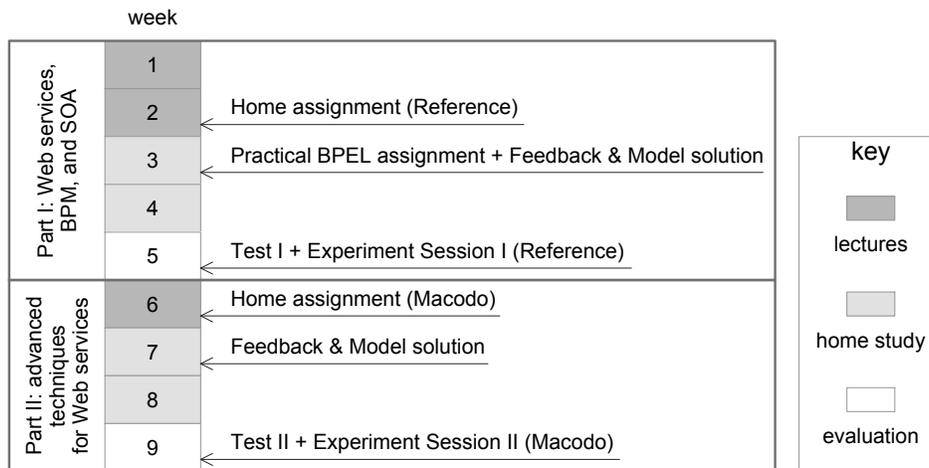 week
Part I: Web services,
BPM, and SOA
1
2
Home assignment (Reference)
3
Practical BPEL assignment + Feedback & Model solution
4
5
Test I + Experiment Session I (Reference)
Part II: advanced
techniques
for Web services
6
Home assignment (Macodo)
7
Feedback & Model solution
8
9
Test II + Experiment Session II (Macodo)
key
lectures
home study
evaluation